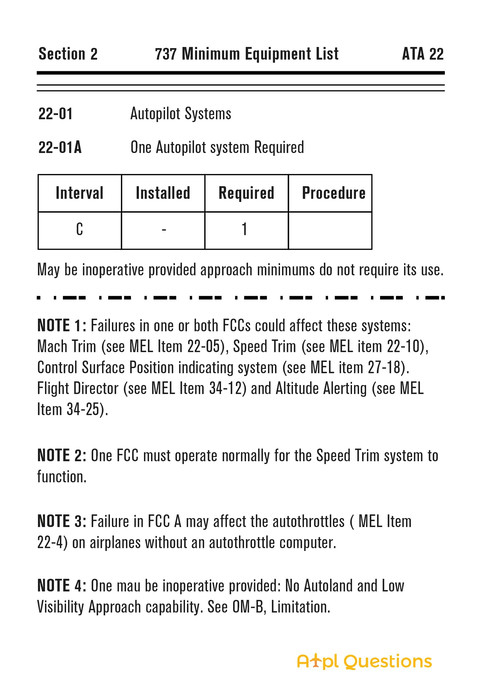 Section 2 737 Minimum Equipment List ATA 22
22-01 Autopilot Systems
22-01A One Autopilot system Required
Interval Installed Required Procedure
C - 1
May be inoperative provided approach minimums do not require its use.
NOTE 1: Failures in one or both FCCs could affect these systems:
Mach Trim (see MEL Item 22-05), Speed Trim (see MEL item 22-10),
Control Surface Position indicating system (see MEL item 27-18).
Flight Director (see MEL Item 34-12) and Altitude Alerting (see MEL
Item 34-25).
NOTE 2: One FCC must operate normally for the Speed Trim system to
function.
NOTE 3: Failure in FCC A may affect the autothrottles ( MEL Item
22-4) on airplanes without an autothrottle computer.
NOTE 4: One mau be inoperative provided: No Autoland and Low
Visibility Approach capability. See OM-B, Limitation.
Atpl Questions